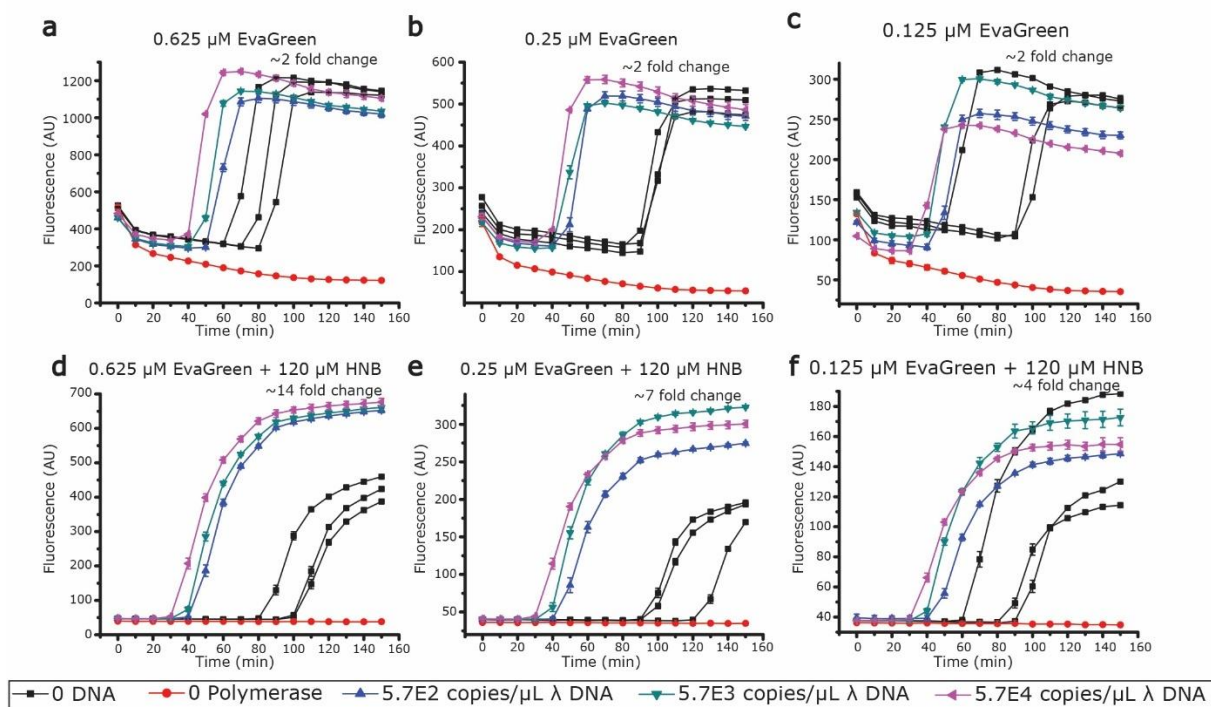 a
0.625 µM EvaGreen
~2 fold change
Fluorescence (AU)
1200
1000
800
600
400
200
0
0 20 40 60 80 100 120 140 160
Time (min)
b
0.25 µM EvaGreen
~2 fold change
Fluorescence (AU)
600
500
400
300
200
100
0 20 40 60 80 100 120 140 160
Time (min)
c
0.125 µM EvaGreen
~2 fold change
Fluorescence (AU)
300
250
200
150
100
50
0 20 40 60 80 100 120 140 160
Time (min)
d
0.625 µM EvaGreen + 120 µM HNB
~14 fold change
Fluorescence (AU)
700
600
500
400
300
200
100
0
0 20 40 60 80 100 120 140 160
Time (min)
e
0.25 µM EvaGreen + 120 µM HNB
~7 fold change
Fluorescence (AU)
300
250
200
150
100
50
0 20 40 60 80 100 120 140 160
Time (min)
f
0.125 µM EvaGreen + 120 µM HNB
~4 fold change
Fluorescence (AU)
180
160
140
120
100
80
60
40
0 20 40 60 80 100 120 140 160
Time (min)
0 DNA 0 Polymerase 5.7E2 copies/µL λ DNA 5.7E3 copies/µL λ DNA 5.7E4 copies/µL λ DNA